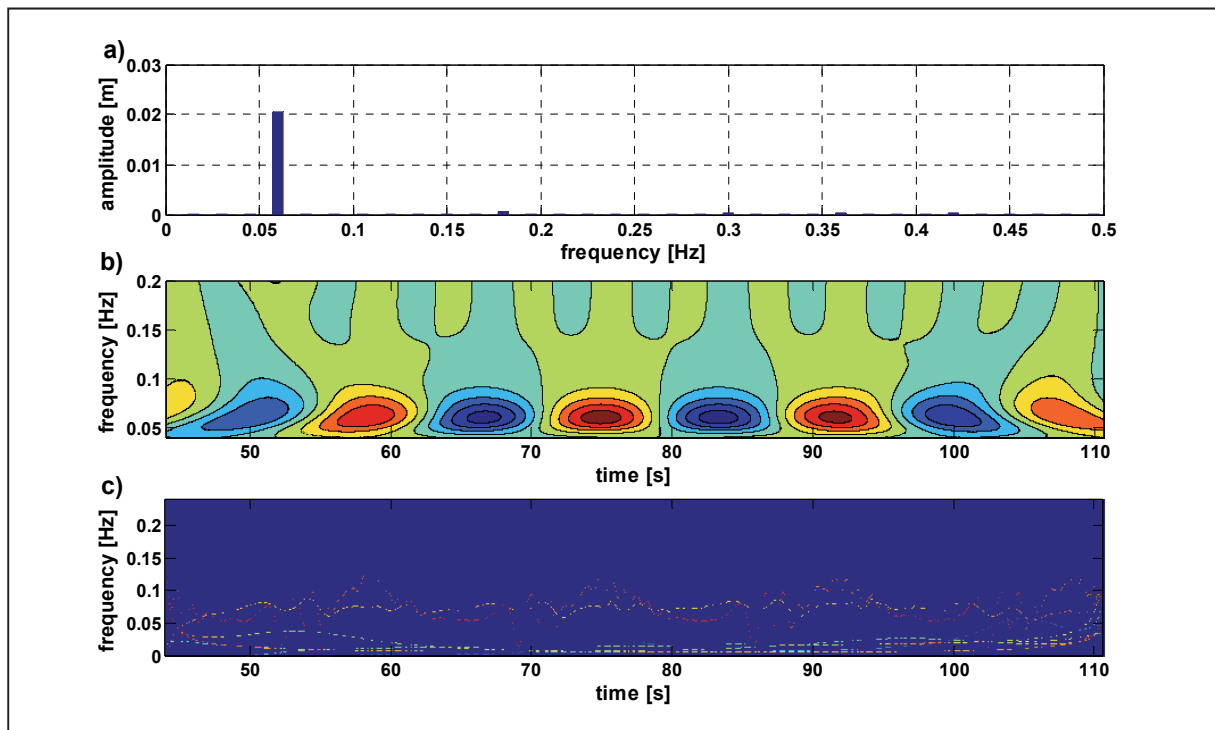 a)
amplitude [m]
0.03
0.02
0.01
0
0 0.05 0.1 0.15 0.2 0.25 0.3 0.35 0.4 0.45 0.5
frequency [Hz]
b)
frequency [Hz]
0.2
0.15
0.1
0.05
50 60 70 80 90 100 110
time [s]
c)
frequency [Hz]
0.2
0.15
0.1
0.05
0
50 60 70 80 90 100 110
time [s]